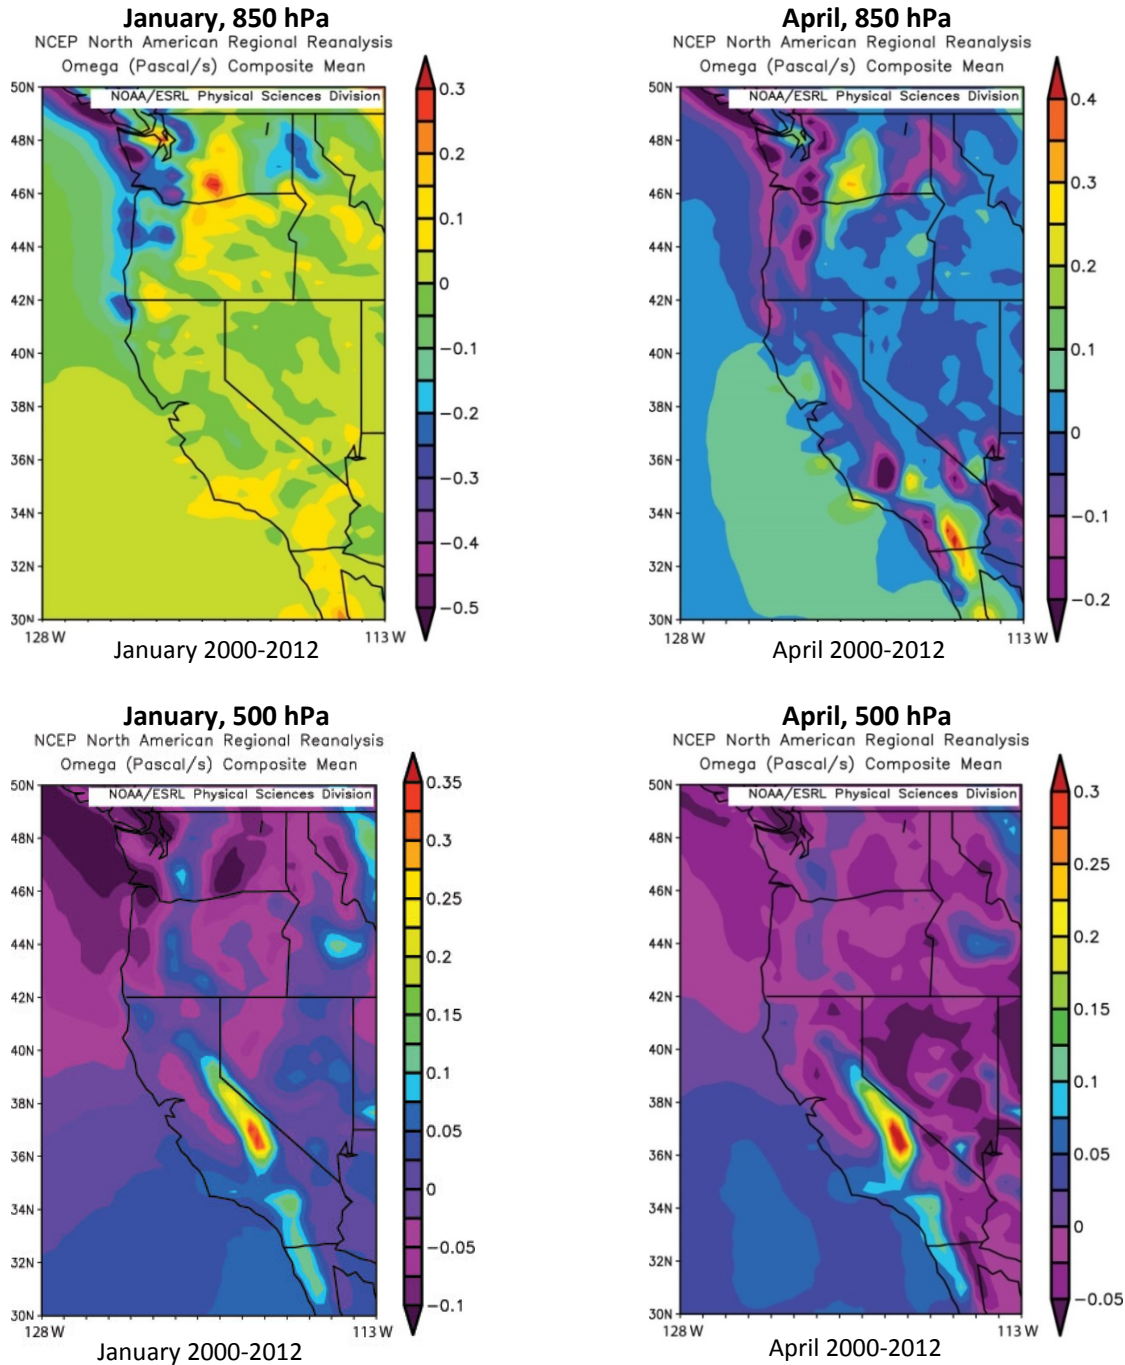 January, 850 hPa
NCEP North American Regional Reanalysis
Omega (Pascal/s) Composite Mean
NOAA/ESRL Physical Sciences Division
50N
48N
46N
44N
42N
40N
38N
36N
34N
32N
30N
128W
113W
0.3
0.2
0.1
0
−0.1
−0.2
−0.3
−0.4
−0.5
January 2000-2012
April, 850 hPa
NCEP North American Regional Reanalysis
Omega (Pascal/s) Composite Mean
NOAA/ESRL Physical Sciences Division
50N
48N
46N
44N
42N
40N
38N
36N
34N
32N
30N
128W
113W
0.4
0.3
0.2
0.1
0
−0.1
−0.2
April 2000-2012
January, 500 hPa
NCEP North American Regional Reanalysis
Omega (Pascal/s) Composite Mean
NOAA/ESRL Physical Sciences Division
50N
48N
46N
44N
42N
40N
38N
36N
34N
32N
30N
128W
113W
0.35
0.3
0.25
0.2
0.15
0.1
0.05
0
−0.05
−0.1
January 2000-2012
April, 500 hPa
NCEP North American Regional Reanalysis
Omega (Pascal/s) Composite Mean
NOAA/ESRL Physical Sciences Division
50N
48N
46N
44N
42N
40N
38N
36N
34N
32N
30N
128W
113W
0.3
0.25
0.2
0.15
0.1
0.05
0
−0.05
April 2000-2012